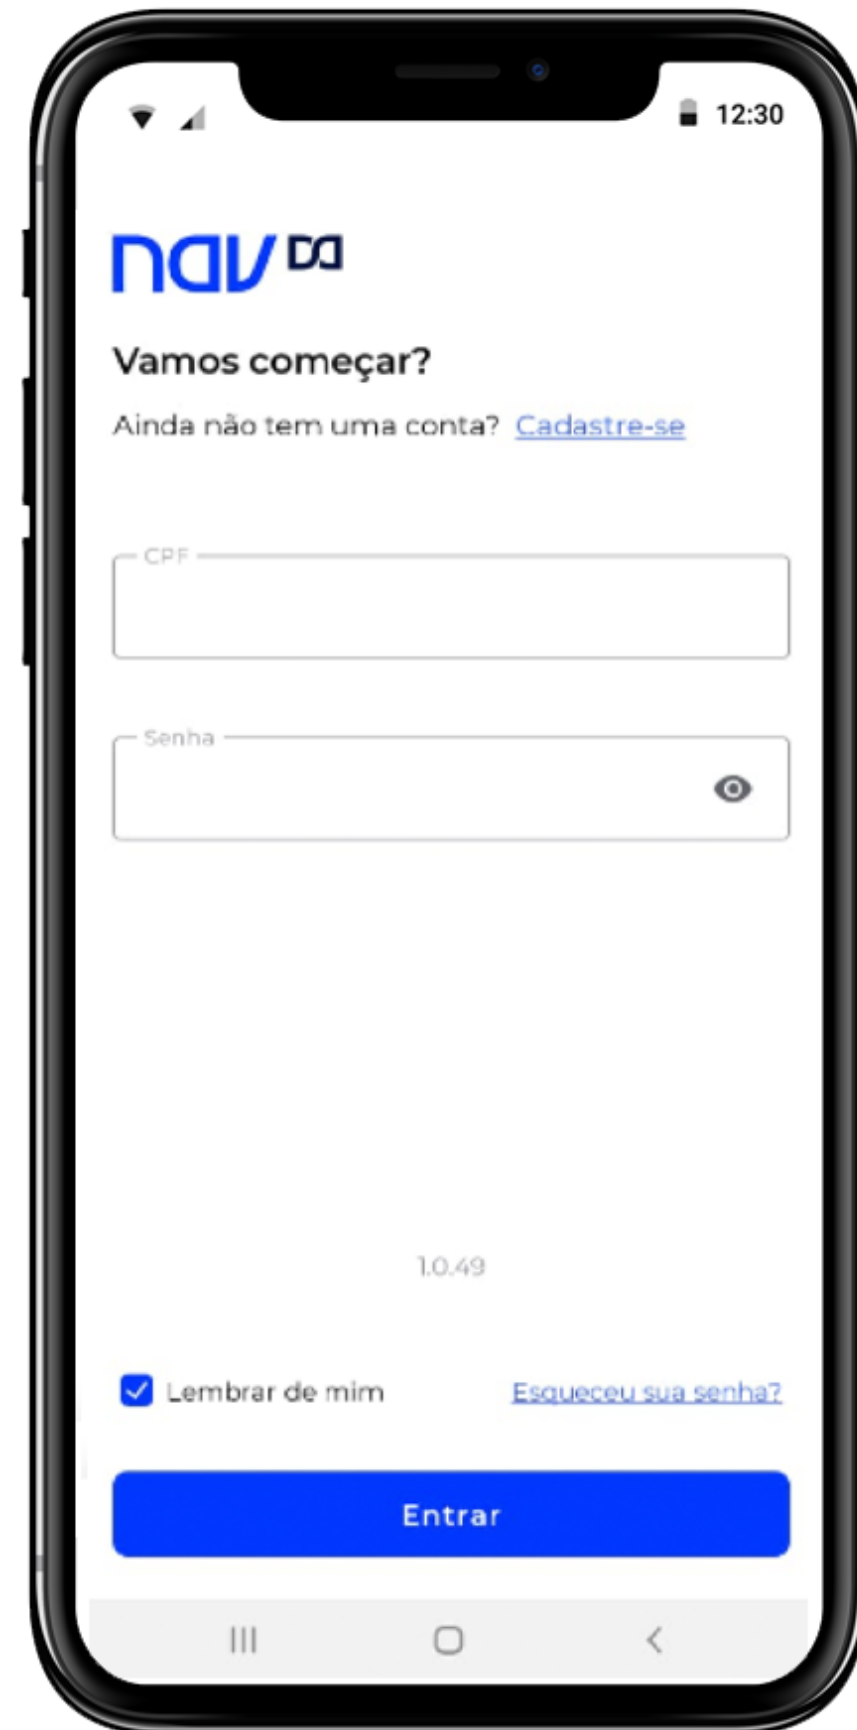 12:30
nav
Vamos começar?
Ainda não tem uma conta? Cadastre-se
CPF
Senha
1.0.49
Lembrar de mim
Esqueceu sua senha?
Entrar